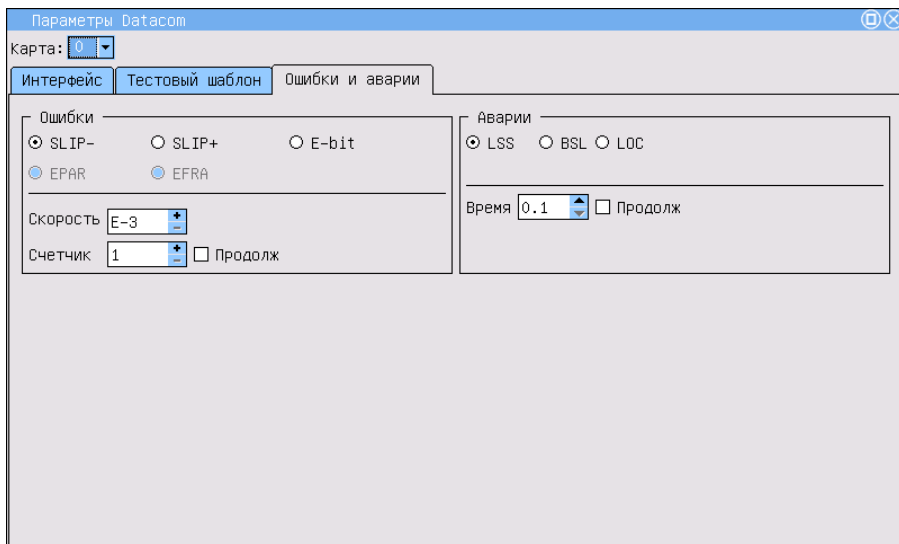 Параметры Datacom
Карта: 0
Интерфейс Тестовый шаблон Ошибки и аварии
Ошибки
SLIP- SLIP+ E-bit
EPAR EFRA
Скорость E-3
Счетчик 1 Продолж
Аварии
LSS BSL LOC
Время 0.1 Продолж